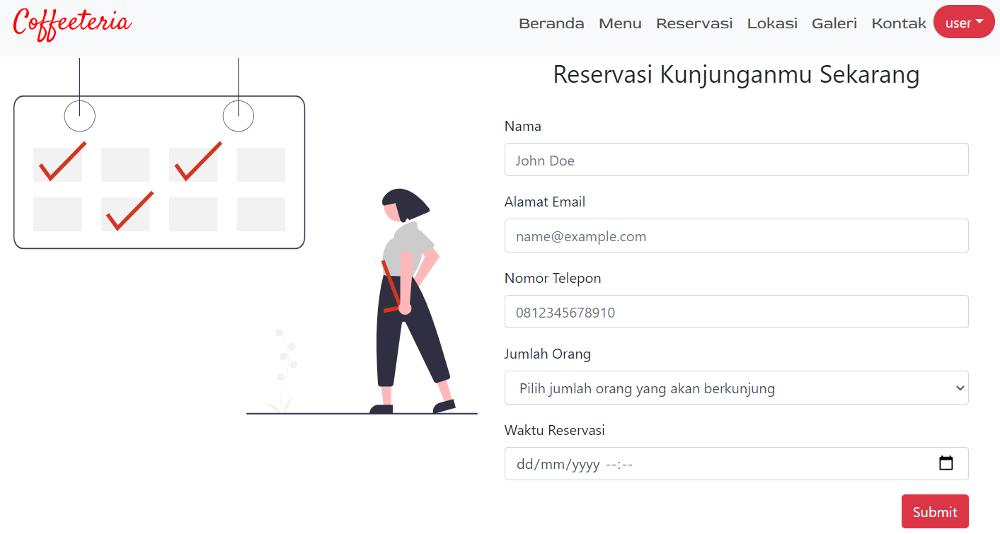 Coffeeteria
Beranda Menu Reservasi Lokasi Galeri Kontak user
Reservasi Kunjunganmu Sekarang
Nama
John Doe
Alamat Email
name@example.com
Nomor Telepon
0812345678910
Jumlah Orang
Pilih jumlah orang yang akan berkunjung
Waktu Reservasi
dd/mm/yyyy --:--
Submit